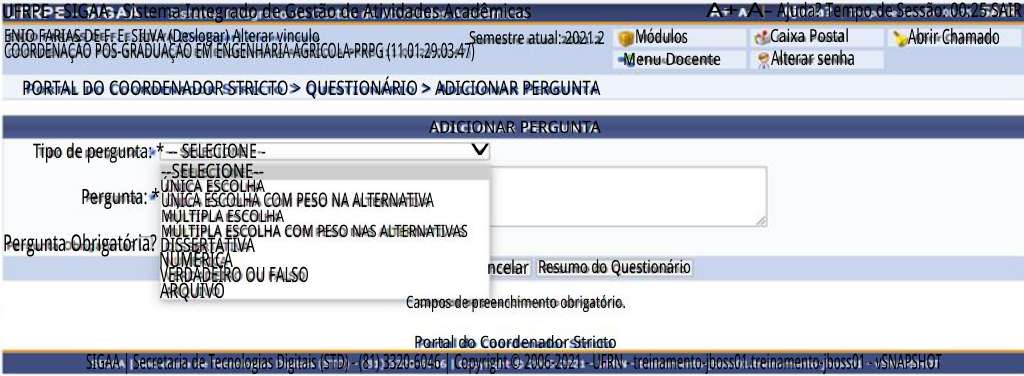 UFRPE - SIGAA - Sistema Integrado de Gestão de Atividades Acadêmicas A+ A- Ajuda? Tempo de Sessão: 00:25 SAIR
ENIO FARIAS DE F. E. SILVA (Deslogar) Alterar vinculo Semestre atual: 2021.2 Módulos Caixa Postal Abrir Chamado
COORDENAÇÃO PÓS-GRADUAÇÃO EM ENGENHARIA AGRICOLA-PRPG (11.01.29.03.47) Menu Docente Alterar senha
PORTAL DO COORDENADOR STRICTO > QUESTIONÁRIO > ADICIONAR PERGUNTA
ADICIONAR PERGUNTA
Tipo de pergunta: * -- SELECIONE --
--SELECIONE--
Pergunta: *
ÚNICA ESCOLHA
ÚNICA ESCOLHA COM PESO NA ALTERNATIVA
MÚLTIPLA ESCOLHA
MÚLTIPLA ESCOLHA COM PESO NAS ALTERNATIVAS
Pergunta Obrigatória? DISSERTATIVA
NUMÉRICA
VERDADEIRO OU FALSO
ARQUIVO
ncelar Resumo do Questionário
Campos de preenchimento obrigatório.
Portal do Coordenador Stricto
SIGAA | Secretaria de Tecnologias Digitais (STD) - (81) 3320-6046 | Copyright © 2006-2021 - UFRN - treinamento-jboss01.treinamento-jboss01 - vSNAPSHOT